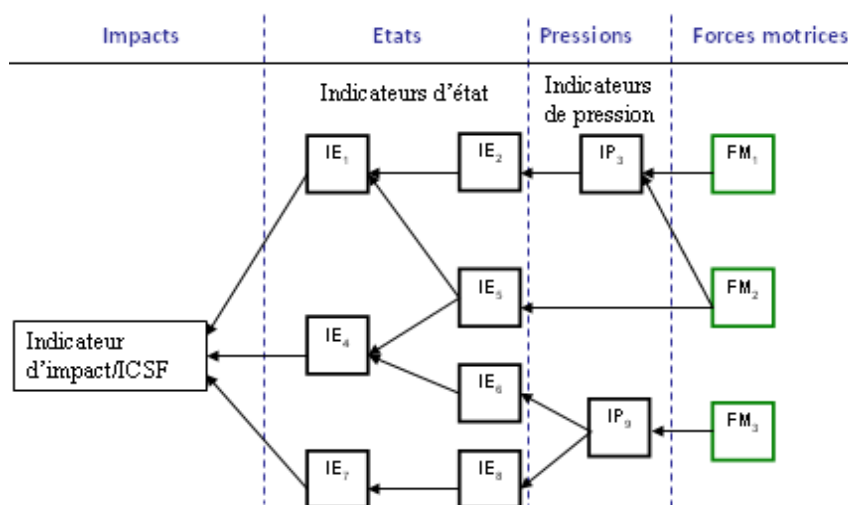 Impacts Etats Pressions Forces motrices
Indicateurs d'état
Indicateurs
de pression
IE₁ IE₂ IP₃ FM₁
IE₅ FM₂
Indicateur
d'impact/ICSF
IE₄
IE₆
IP₉ FM₃
IE₇ IE₈